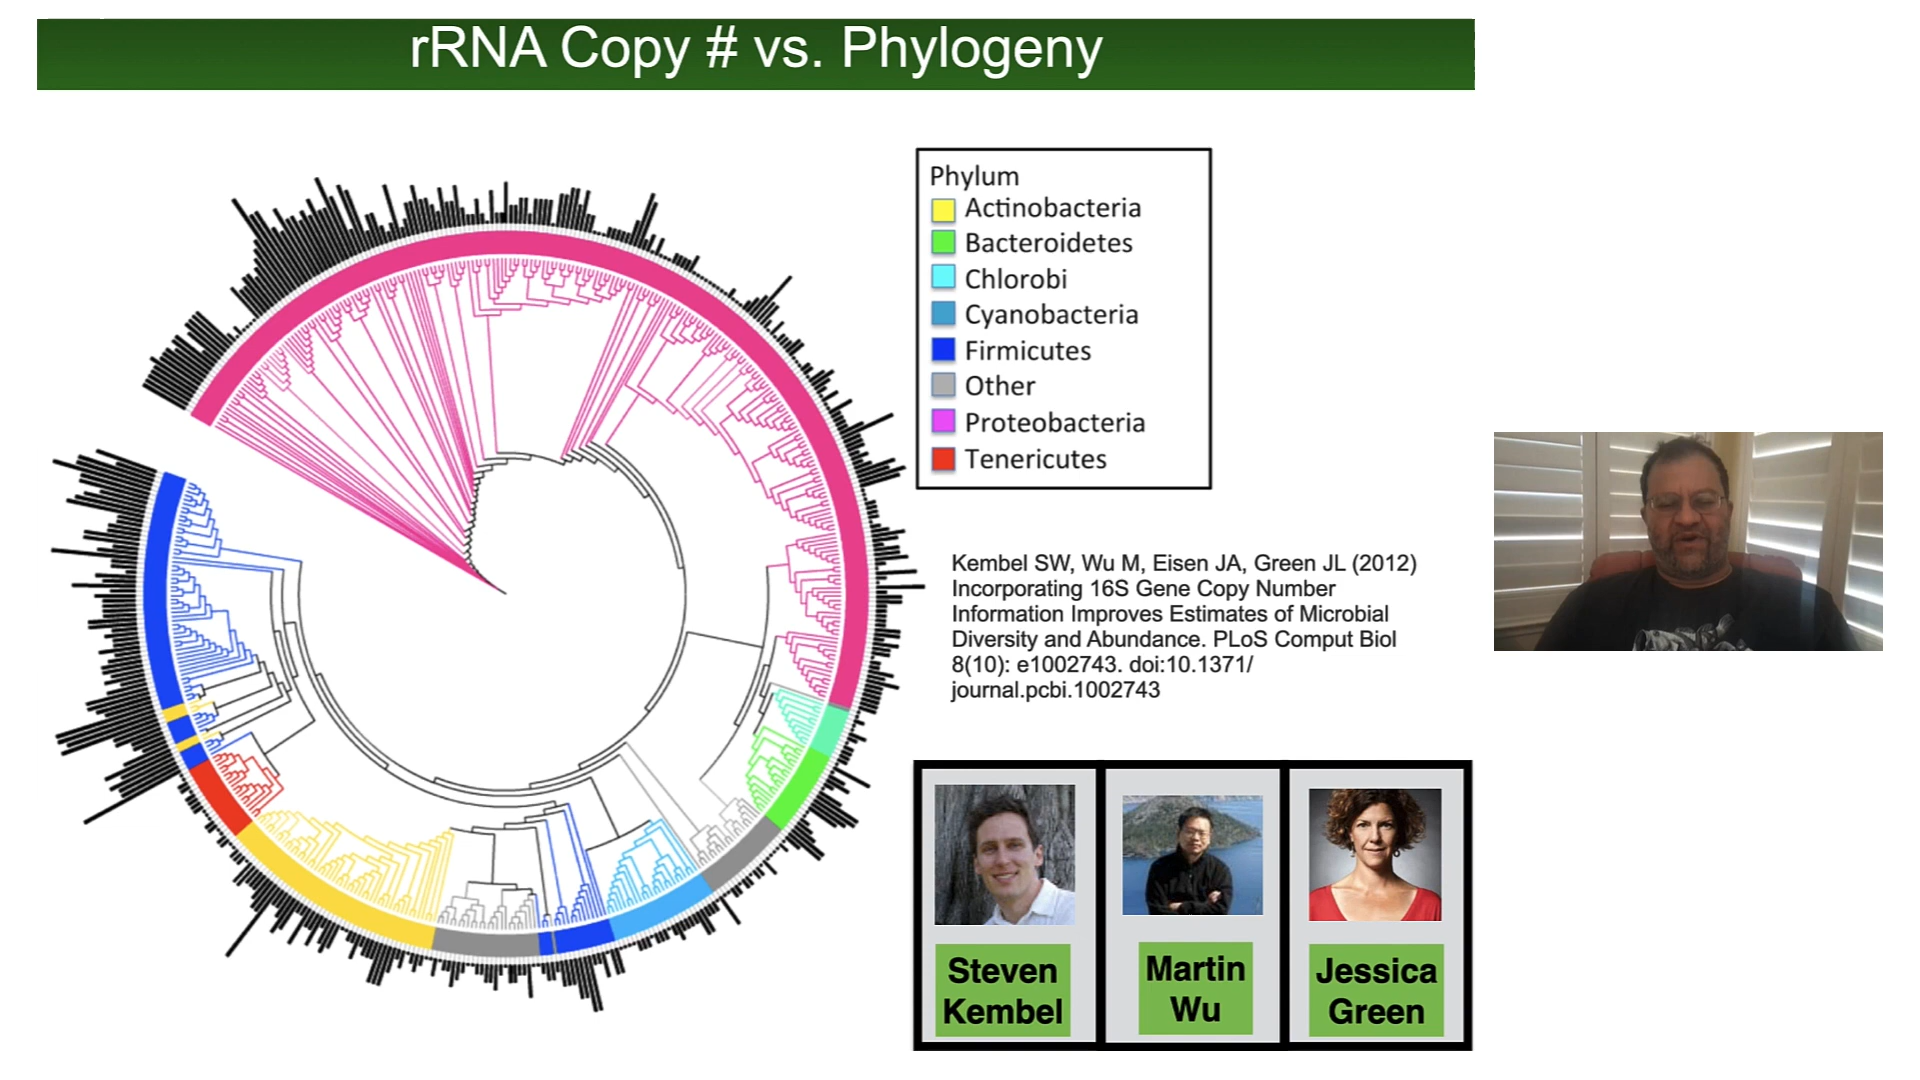 rRNA Copy # vs. Phylogeny
Phylum
Actinobacteria
Bacteroidetes
Chlorobi
Cyanobacteria
Firmicutes
Other
Proteobacteria
Tenericutes
Kembel SW, Wu M, Eisen JA, Green JL (2012)
Incorporating 16S Gene Copy Number
Information Improves Estimates of Microbial
Diversity and Abundance. PLoS Comput Biol
8(10): e1002743. doi:10.1371/
journal.pcbi.1002743
Steven
Kembel
Martin
Wu
Jessica
Green